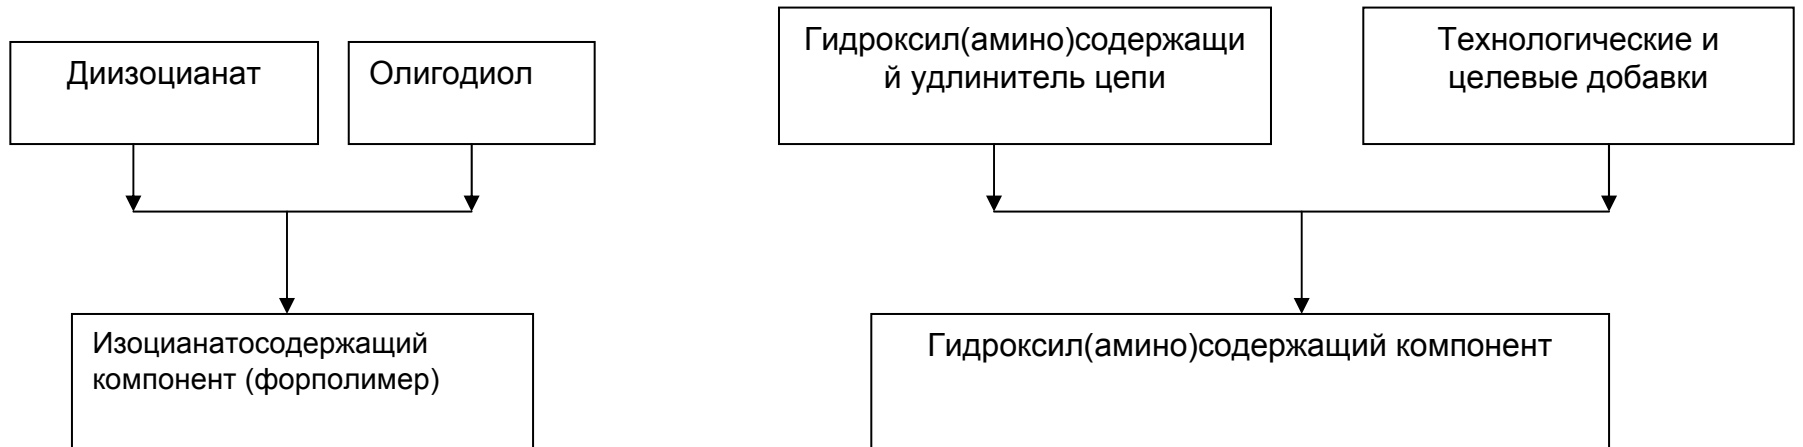 Диизоцианат
Олигодиол
Гидроксил(амино)содержащи
й удлинитель цепи
Технологические и
целевые добавки
Изоцианатосодержащий
компонент (форполимер)
Гидроксил(амино)содержащий компонент